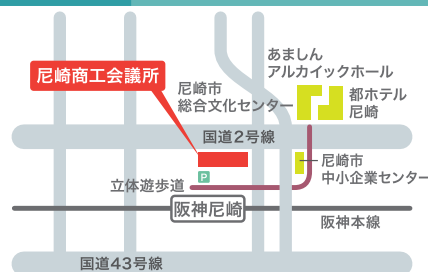 あましん
アルカイックホール
尼崎商工会議所
尼崎市
総合文化センター
都ホテル
尼崎
国道2号線
P
尼崎市
中小企業センター
立体遊歩道
阪神尼崎
阪神本線
国道43号線